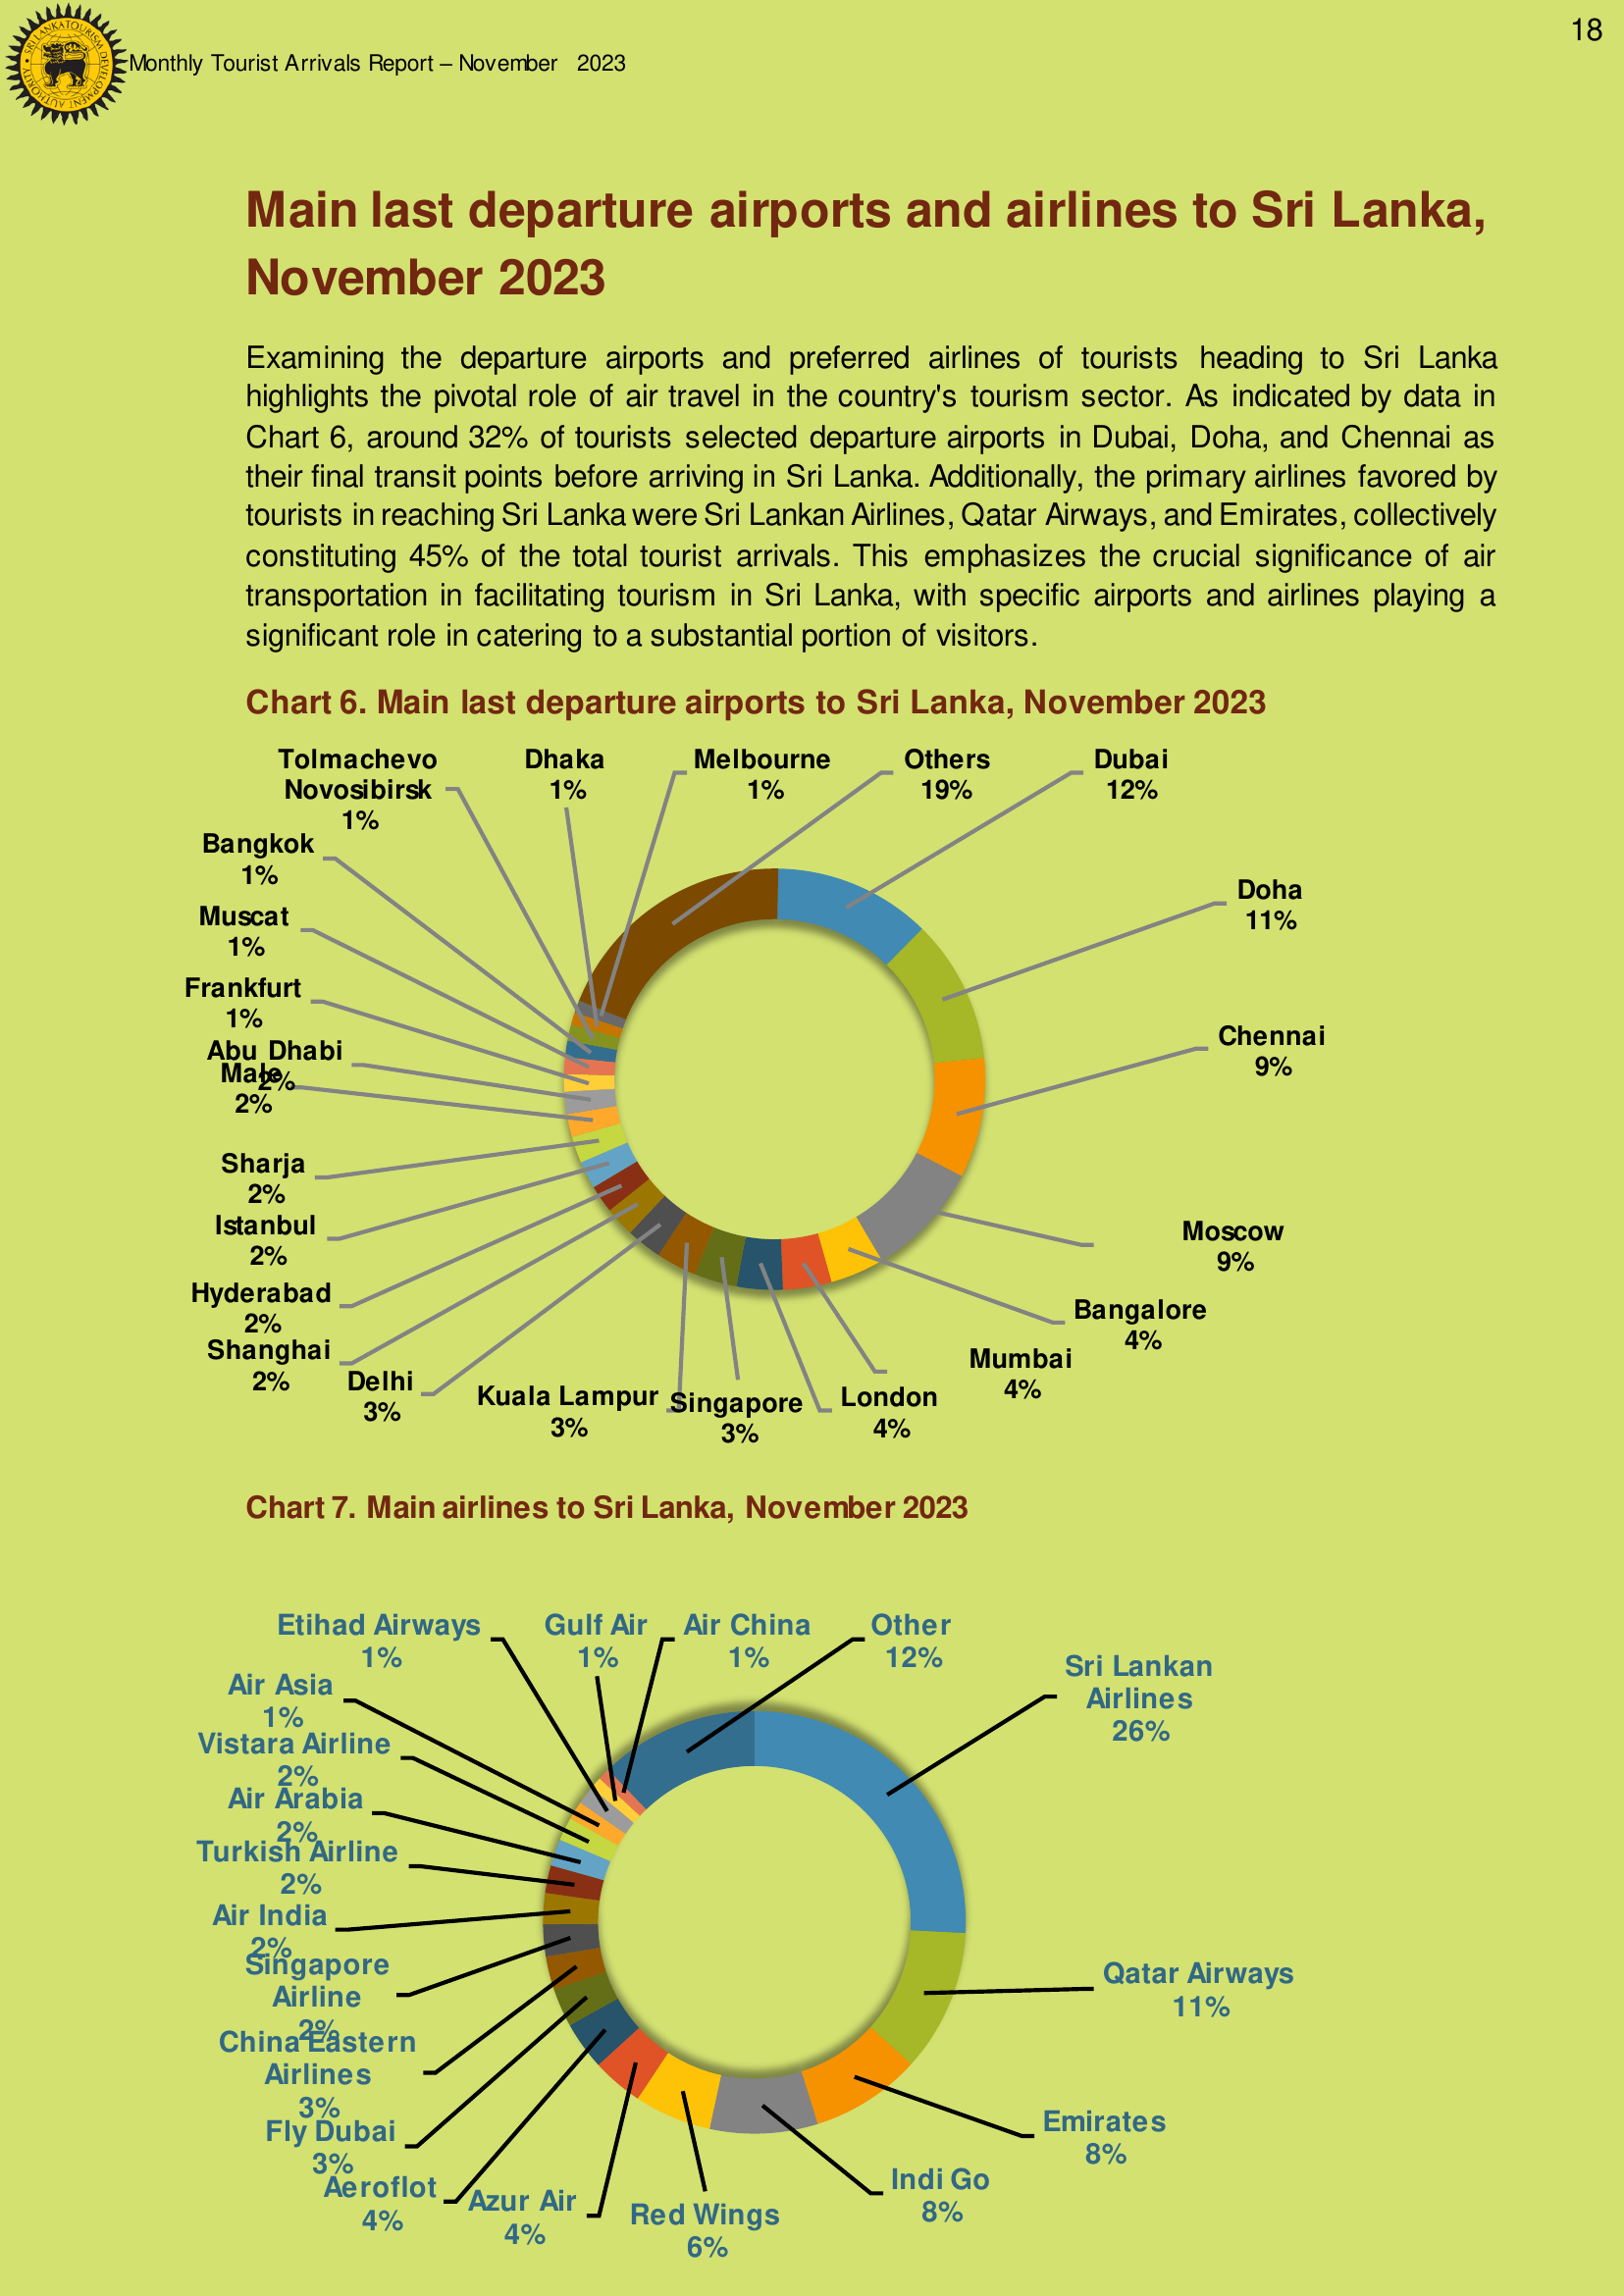 18
SRI LANKA TOURISM DEVELOPMENT AUTHORITY
Monthly Tourist Arrivals Report – November 2023
Main last departure airports and airlines to Sri Lanka,
November 2023
Examining the departure airports and preferred airlines of tourists heading to Sri Lanka
highlights the pivotal role of air travel in the country's tourism sector. As indicated by data in
Chart 6, around 32% of tourists selected departure airports in Dubai, Doha, and Chennai as
their final transit points before arriving in Sri Lanka. Additionally, the primary airlines favored by
tourists in reaching Sri Lanka were Sri Lankan Airlines, Qatar Airways, and Emirates, collectively
constituting 45% of the total tourist arrivals. This emphasizes the crucial significance of air
transportation in facilitating tourism in Sri Lanka, with specific airports and airlines playing a
significant role in catering to a substantial portion of visitors.
Chart 6. Main last departure airports to Sri Lanka, November 2023
Dubai
12%
Doha
11%
Chennai
9%
Moscow
9%
Bangalore
4%
Mumbai
4%
London
4%
Singapore
3%
Kuala Lampur
3%
Delhi
3%
Shanghai
2%
Hyderabad
2%
Istanbul
2%
Sharja
2%
Male
2%
Abu Dhabi
2%
Frankfurt
1%
Muscat
1%
Bangkok
1%
Tolmachevo
Novosibirsk
1%
Dhaka
1%
Melbourne
1%
Others
19%
Chart 7. Main airlines to Sri Lanka, November 2023
Sri Lankan
Airlines
26%
Qatar Airways
11%
Emirates
8%
Indi Go
8%
Red Wings
6%
Azur Air
4%
Aeroflot
4%
Fly Dubai
3%
China Eastern
Airlines
3%
Singapore
Airline
2%
Air India
2%
Turkish Airline
2%
Air Arabia
2%
Vistara Airline
2%
Air Asia
1%
Etihad Airways
1%
Gulf Air
1%
Air China
1%
Other
12%